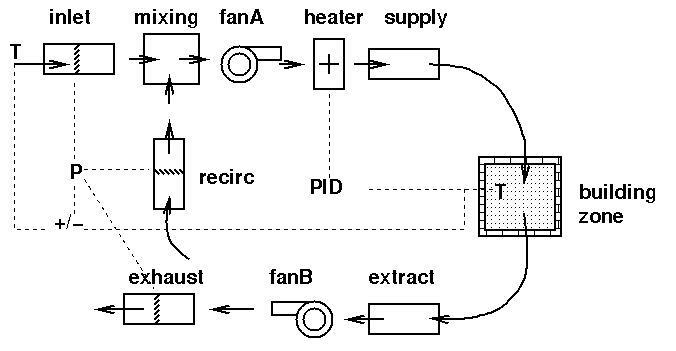 inlet
mixing
fanA
heater
supply
T
+
P
recirc
PID
T
building
zone
+/−
exhaust
fanB
extract